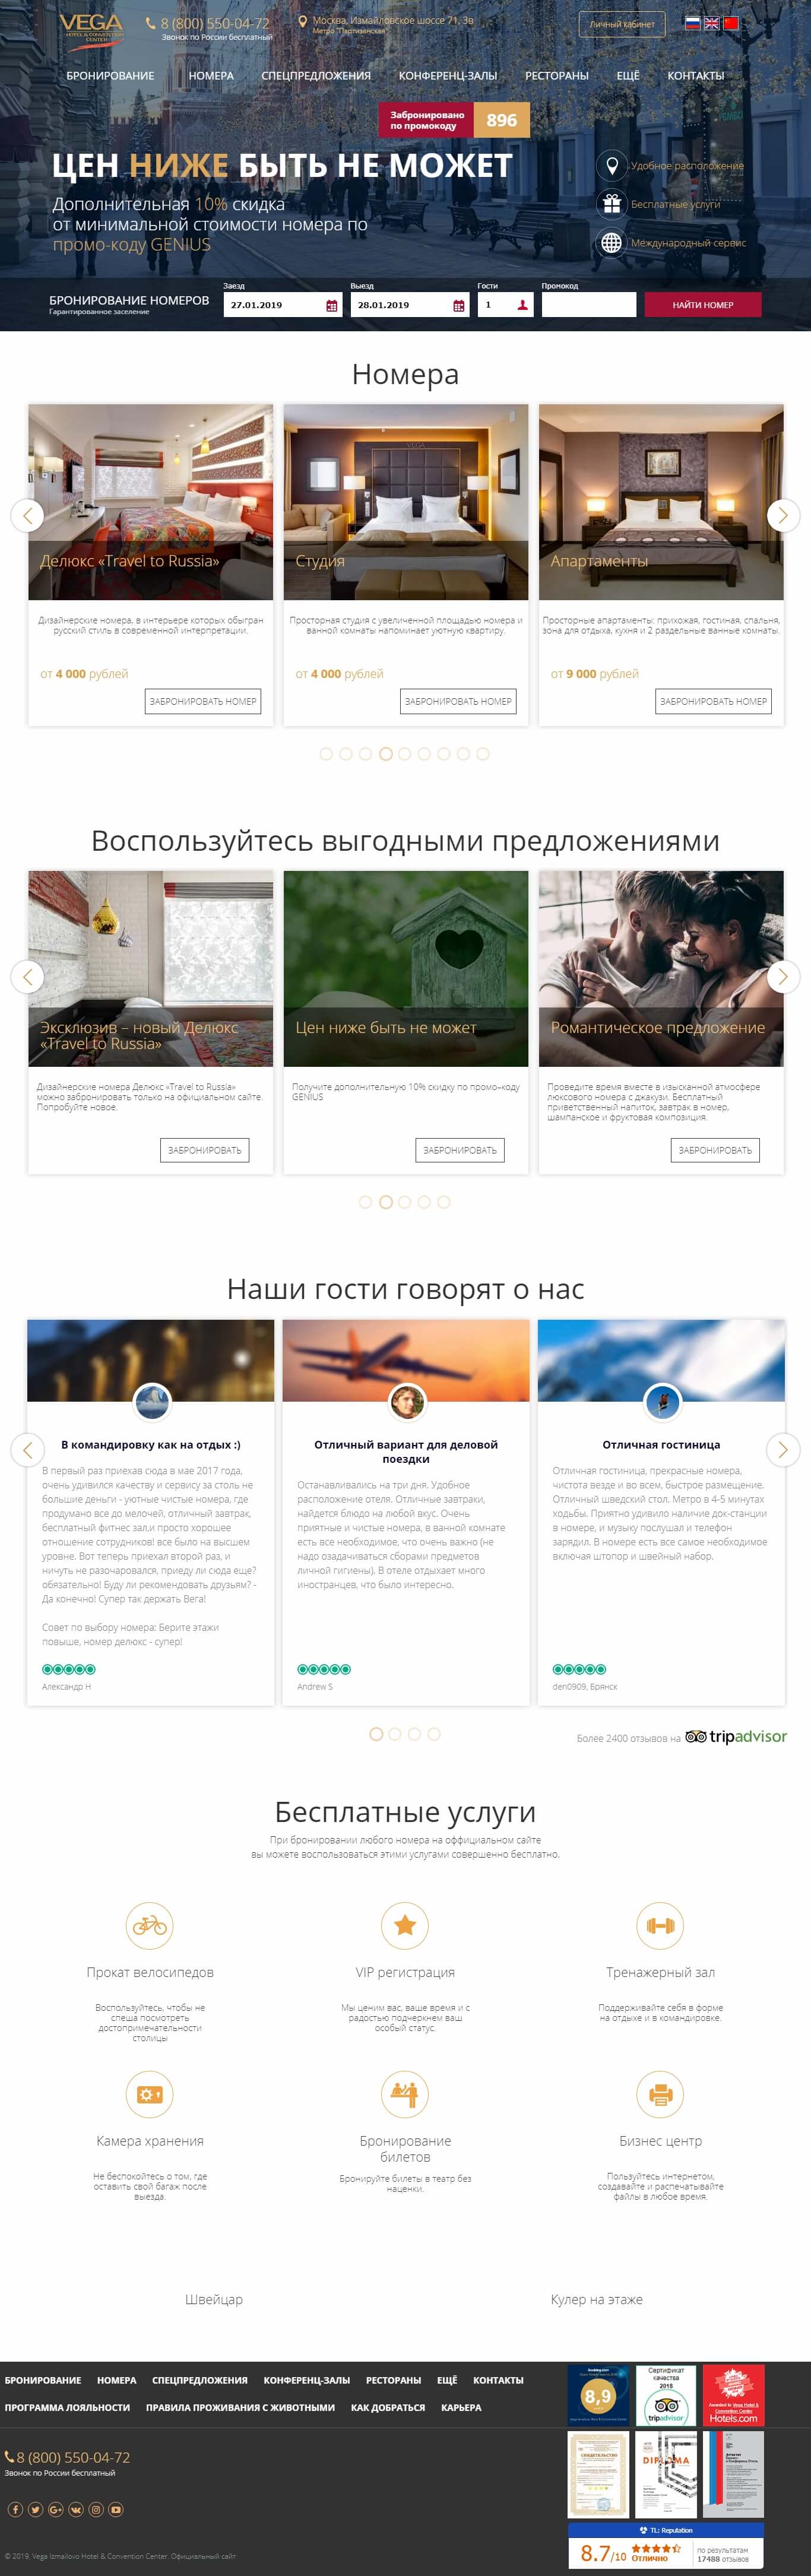 VEGA
HOTEL & CONVENTION
CENTER
8 (800) 550-04-72
Звонок по России бесплатный
Москва, Измайловское шоссе 71, 3в
Метро "Партизанская"
Личный кабинет
БРОНИРОВАНИЕ НОМЕРА СПЕЦПРЕДЛОЖЕНИЯ КОНФЕРЕНЦ-ЗАЛЫ РЕСТОРАНЫ ЕЩЁ КОНТАКТЫ
Забронировано
по промокоду
896
ЦЕН НИЖЕ БЫТЬ НЕ МОЖЕТ
Дополнительная 10% скидка
от минимальной стоимости номера по
промо-коду GENIUS
Удобное расположение
Бесплатные услуги
Международный сервис
БРОНИРОВАНИЕ НОМЕРОВ
Гарантированное заселение
Заезд
27.01.2019
Выезд
28.01.2019
Гости
1
Промокод
НАЙТИ НОМЕР
Номера
Делюкс «Travel to Russia»
Дизайнерские номера, в интерьере которых обыгран
русский стиль в современной интерпретации.
от 4 000 рублей
ЗАБРОНИРОВАТЬ НОМЕР
VEGA
Студия
Просторная студия с увеличенной площадью номера и
ванной комнаты напоминает уютную квартиру.
от 4 000 рублей
ЗАБРОНИРОВАТЬ НОМЕР
Апартаменты
Просторные апартаменты: прихожая, гостиная, спальня,
зона для отдыха, кухня и 2 раздельные ванные комнаты.
от 9 000 рублей
ЗАБРОНИРОВАТЬ НОМЕР
Воспользуйтесь выгодными предложениями
Эксклюзив – новый Делюкс
«Travel to Russia»
Дизайнерские номера Делюкс «Travel to Russia»
можно забронировать только на официальном сайте.
Попробуйте новое.
ЗАБРОНИРОВАТЬ
Цен ниже быть не может
Получите дополнительную 10% скидку по промо–коду
GENIUS
ЗАБРОНИРОВАТЬ
Романтическое предложение
Проведите время вместе в изысканной атмосфере
люксового номера с джакузи. Бесплатный
приветственный напиток, завтрак в номер,
шампанское и фруктовая композиция.
ЗАБРОНИРОВАТЬ
Наши гости говорят о нас
В командировку как на отдых :)
В первый раз приехав сюда в мае 2017 года,
очень удивился качеству и сервису за столь не
большие деньги - уютные чистые номера, где
продумано все до мелочей, отличный завтрак,
бесплатный фитнес зал,и просто хорошее
отношение сотрудников! все было на высшем
уровне. Вот теперь приехал второй раз, и
ничуть не разочаровался, приеду ли сюда еще?
обязательно! Буду ли рекомендовать друзьям? -
Да конечно! Супер так держать Вега!
Совет по выбору номера: Берите этажи
повыше, номер делюкс - супер!
Александр Н
Отличный вариант для деловой
поездки
Останавливались на три дня. Удобное
расположение отеля. Отличные завтраки,
найдется блюдо на любой вкус. Очень
приятные и чистые номера, в ванной комнате
есть все необходимое, что очень важно (не
надо озадачиваться сборами предметов
личной гигиены). В отеле отдыхает много
иностранцев, что было интересно.
Andrew S
Отличная гостиница
Отличная гостиница, прекрасные номера,
чистота везде и во всем, быстрое размещение.
Отличный шведский стол. Метро в 4-5 минутах
ходьбы. Приятно удивило наличие док-станции
в номере, и музыку послушал и телефон
зарядил. В номере есть все самое необходимое
включая штопор и швейный набор.
den0909, Брянск
Более 2400 отзывов на tripadvisor
Бесплатные услуги
При бронировании любого номера на оффициальном сайте
вы можете воспользоваться этими услугами совершенно бесплатно.
Прокат велосипедов
Воспользуйтесь, чтобы не
спеша посмотреть
достопримечательности
столицы
VIP регистрация
Мы ценим вас, ваше время и с
радостью подчеркнем ваш
особый статус.
Тренажерный зал
Поддерживайте себя в форме
на отдыхе и в командировке.
Камера хранения
Не беспокойтесь о том, где
оставить свой багаж после
выезда.
Бронирование
билетов
Бронируйте билеты в театр без
наценки.
Бизнес центр
Пользуйтесь интернетом,
создавайте и распечатывайте
файлы в любое время.
Швейцар
Кулер на этаже
БРОНИРОВАНИЕ НОМЕРА СПЕЦПРЕДЛОЖЕНИЯ КОНФЕРЕНЦ-ЗАЛЫ РЕСТОРАНЫ ЕЩЁ КОНТАКТЫ
ПРОГРАММА ЛОЯЛЬНОСТИ ПРАВИЛА ПРОЖИВАНИЯ С ЖИВОТНЫМИ КАК ДОБРАТЬСЯ КАРЬЕРА
8 (800) 550-04-72
Звонок по России бесплатный
Booking.com
8,9
Сертификат
качества
2018
tripadvisor
Hotels.com
СВИДЕТЕЛЬСТВО
DIPLOMA
TL: Reputation
8.7/10
Отлично
по результатам
17488 отзывов
© 2019, Vega Izmailovo Hotel & Convention Center. Официальный сайт